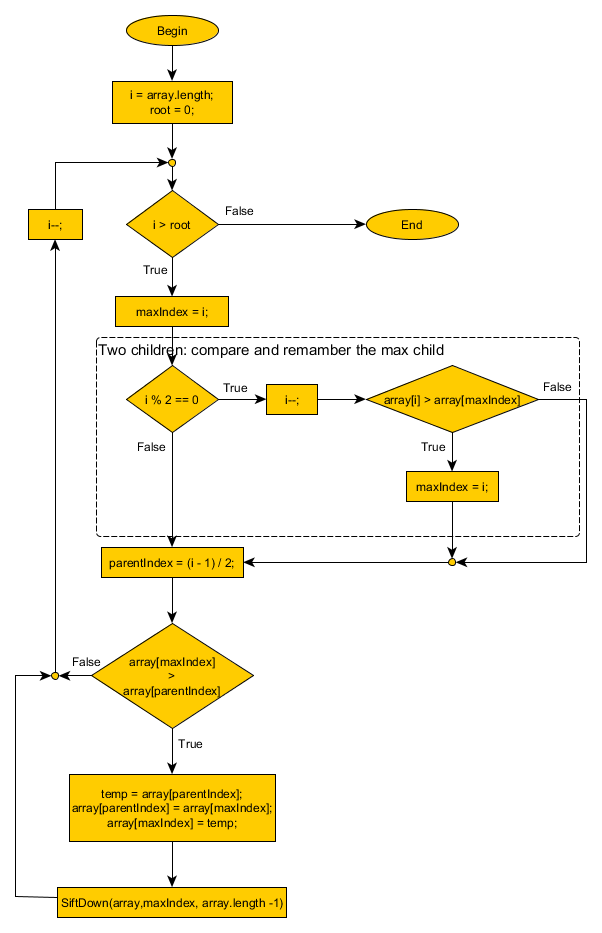 Begin
i = array.length;
root = 0;
i--;
i > root
False
End
True
maxIndex = i;
Two children: compare and remamber the max child
i % 2 == 0
True
i--;
array[i] > array[maxIndex]
False
False
True
maxIndex = i;
parentIndex = (i - 1) / 2;
False
array[maxIndex]
>
array[parentIndex]
True
temp = array[parentIndex];
array[parentIndex] = array[maxIndex];
array[maxIndex] = temp;
SiftDown(array,maxIndex, array.length -1)